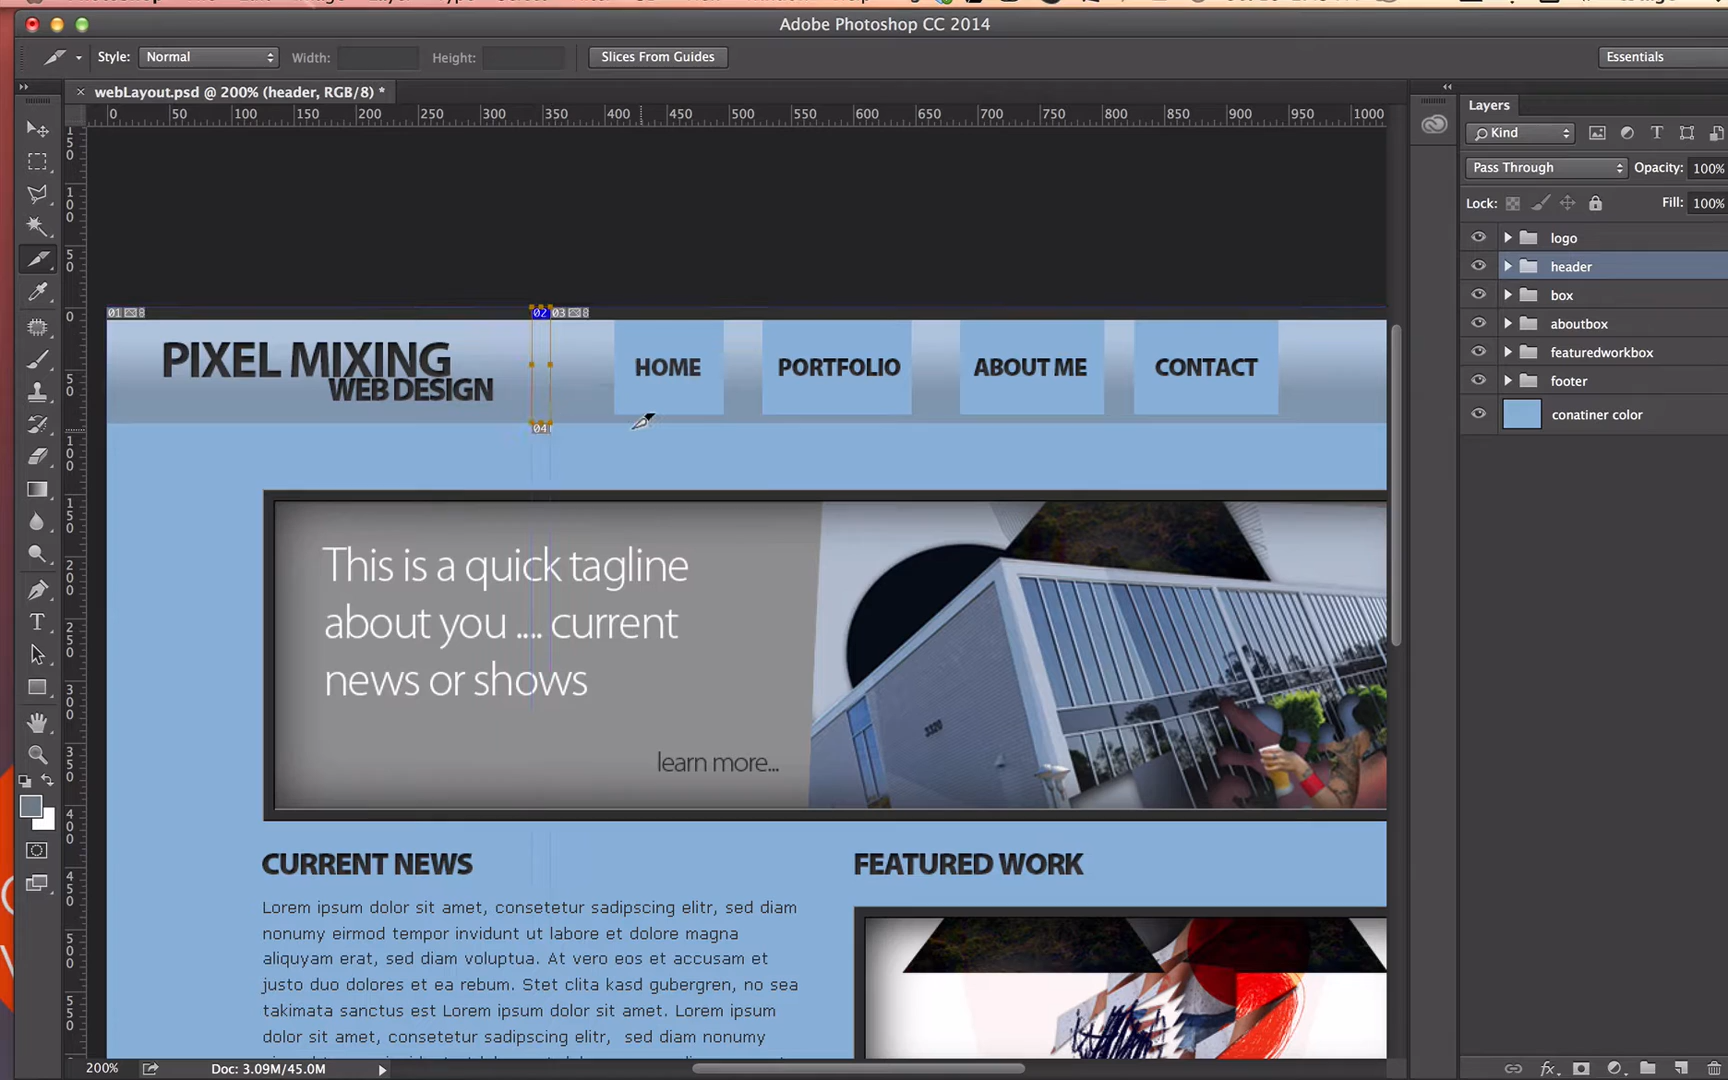 Adobe Photoshop CC 2014
Style: Normal Width: Height: Slices From Guides Essentials
webLayout.psd @ 200% (header, RGB/8) *
0 50 100 150 200 250 300 350 400 450 500 550 600 650 700 750 800 850 900 950 1000
Layers
Kind
Pass Through Opacity: 100%
Lock: Fill: 100%
logo
header
box
aboutbox
featuredworkbox
footer
conatiner color
01 02 03
04
PIXEL MIXING
WEB DESIGN
HOME PORTFOLIO ABOUT ME CONTACT
This is a quick tagline
about you .... current
news or shows
learn more...
3320
CURRENT NEWS
Lorem ipsum dolor sit amet, consetetur sadipscing elitr, sed diam
nonumy eirmod tempor invidunt ut labore et dolore magna
aliquyam erat, sed diam voluptua. At vero eos et accusam et
justo duo dolores et ea rebum. Stet clita kasd gubergren, no sea
takimata sanctus est Lorem ipsum dolor sit amet. Lorem ipsum
dolor sit amet, consetetur sadipscing elitr, sed diam nonumy
FEATURED WORK
200% Doc: 3.09M/45.0M